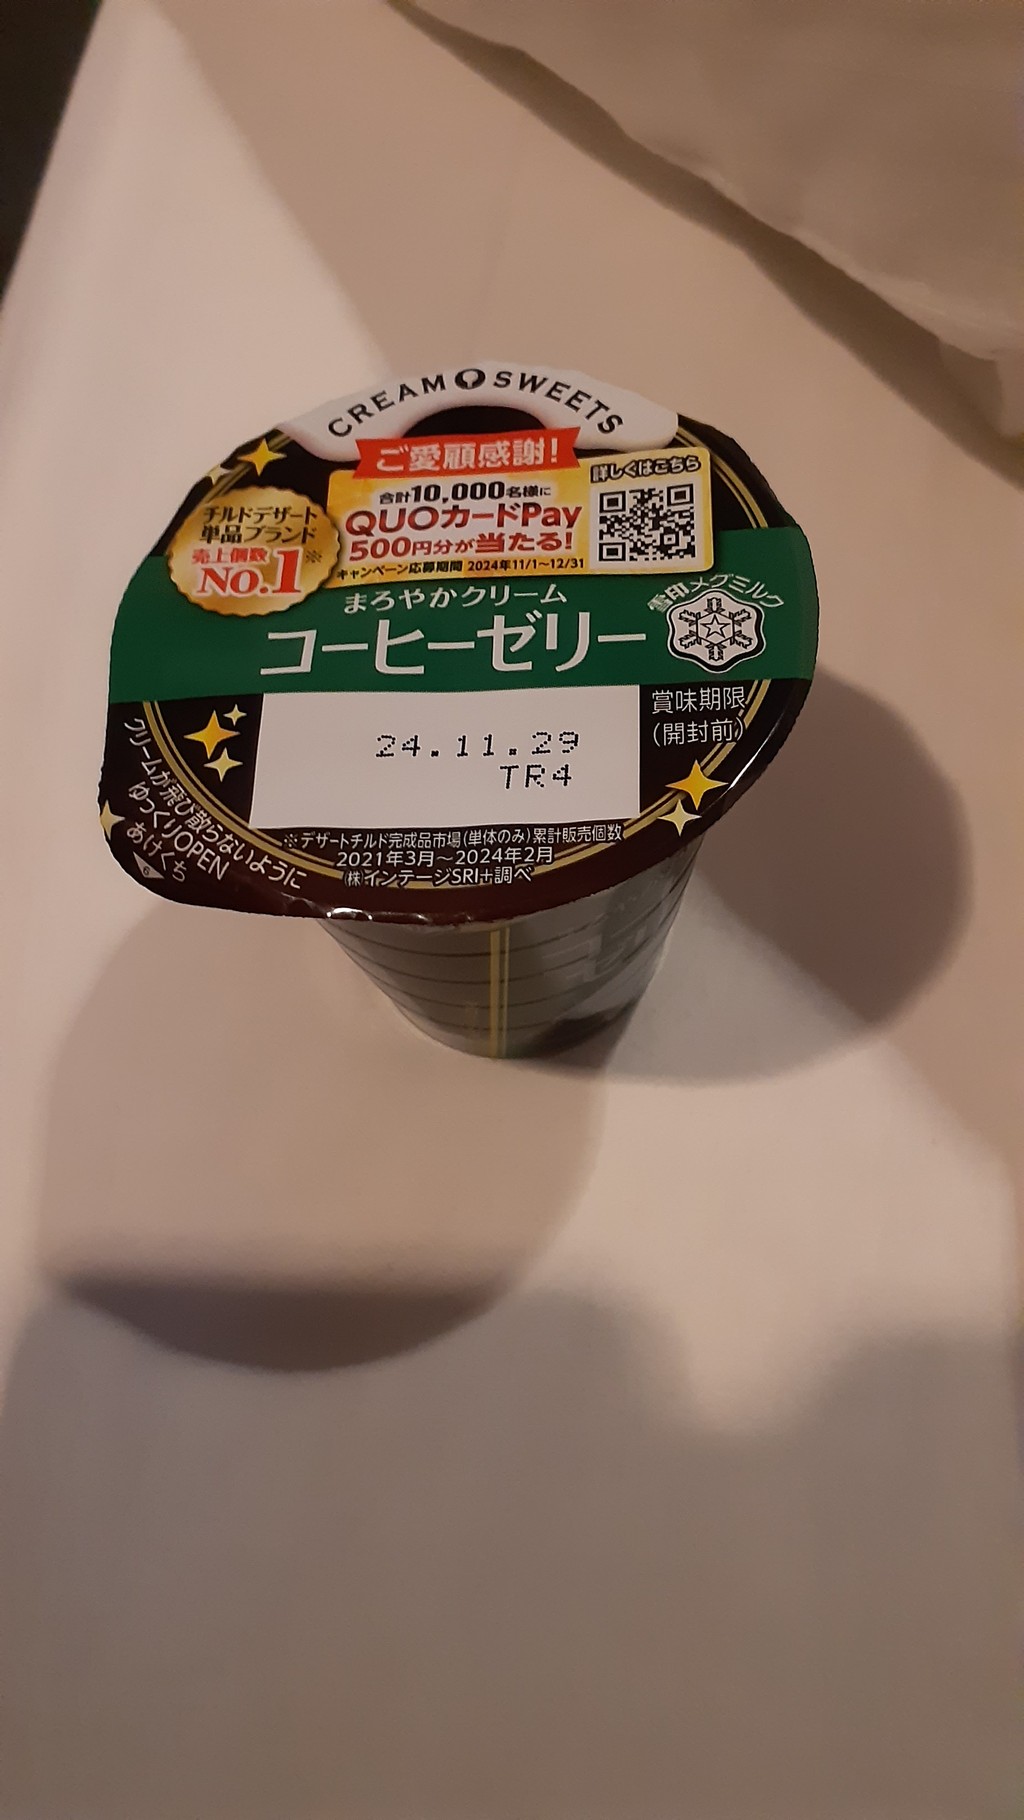 CREAM SWEETS
ご愛顧感謝!
詳しくはこちら
合計10,000名様に
QUOカードPay
500円分が当たる!
キャンペーン応募期間 2024年11/1~12/31
チルドデザート
単品ブランド
売上個数※
No.1
まろやかクリーム
コーヒーゼリー
雪印メグミルク
賞味期限
(開封前)
24.11.29
TR4
クリームが飛び散らないように
ゆっくりOPEN
あけくち
6
※デザートチルド完成品市場(単体のみ)累計販売個数
2021年3月~2024年2月
㈱インテージSRI+調べ